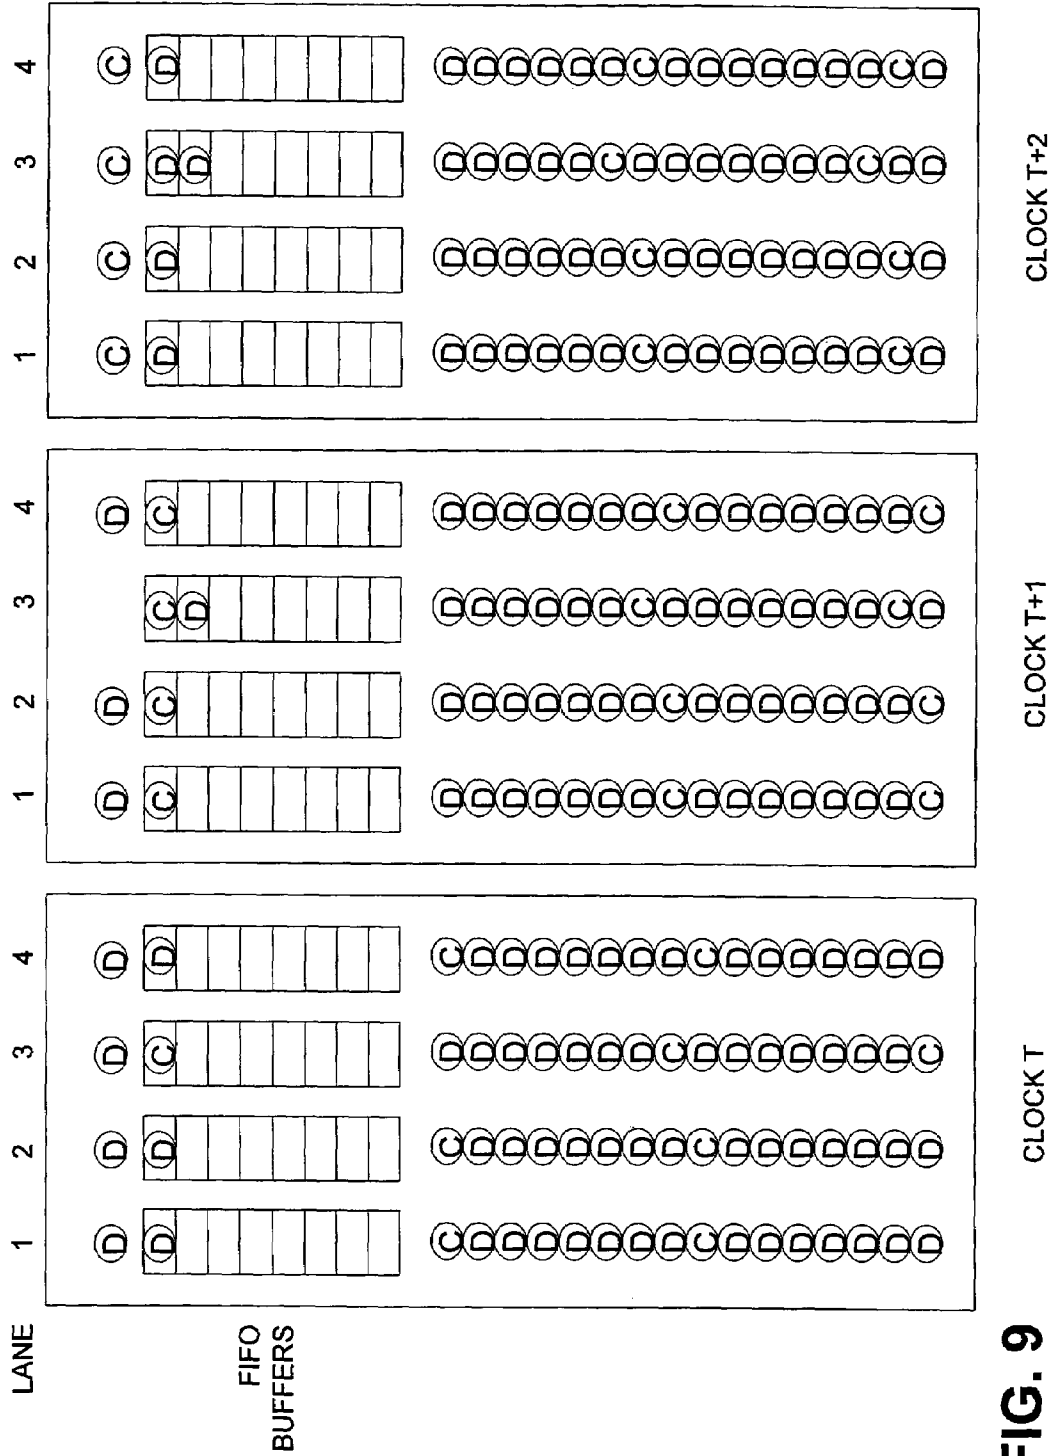 LANE 1 2 3 4 1 2 3 4 1 2 3 4
D D D D D D D C C C C
D D C D C C C C D D D D
D D
FIFO
BUFFERS
C C D C D D D D D D D D
D D D D D D D D D D D D
D D D D D D D D D D D D
D D D D D D D D D D D D
D D D D D D D D D D D D
D D D D D D D D D D C D
D D D D D D C D C C D C
D D C D C C D C D D D D
C C D C D D D D D D D D
D D D D D D D D D D D D
D D D D D D D D D D D D
D D D D D D D D D D D D
D D D D D D D D D D D D
D D D D D D D D D D C D
D D D D D D C D C C D C
D D C D C C D C D D D D
CLOCK T CLOCK T+1 CLOCK T+2
FIG. 9